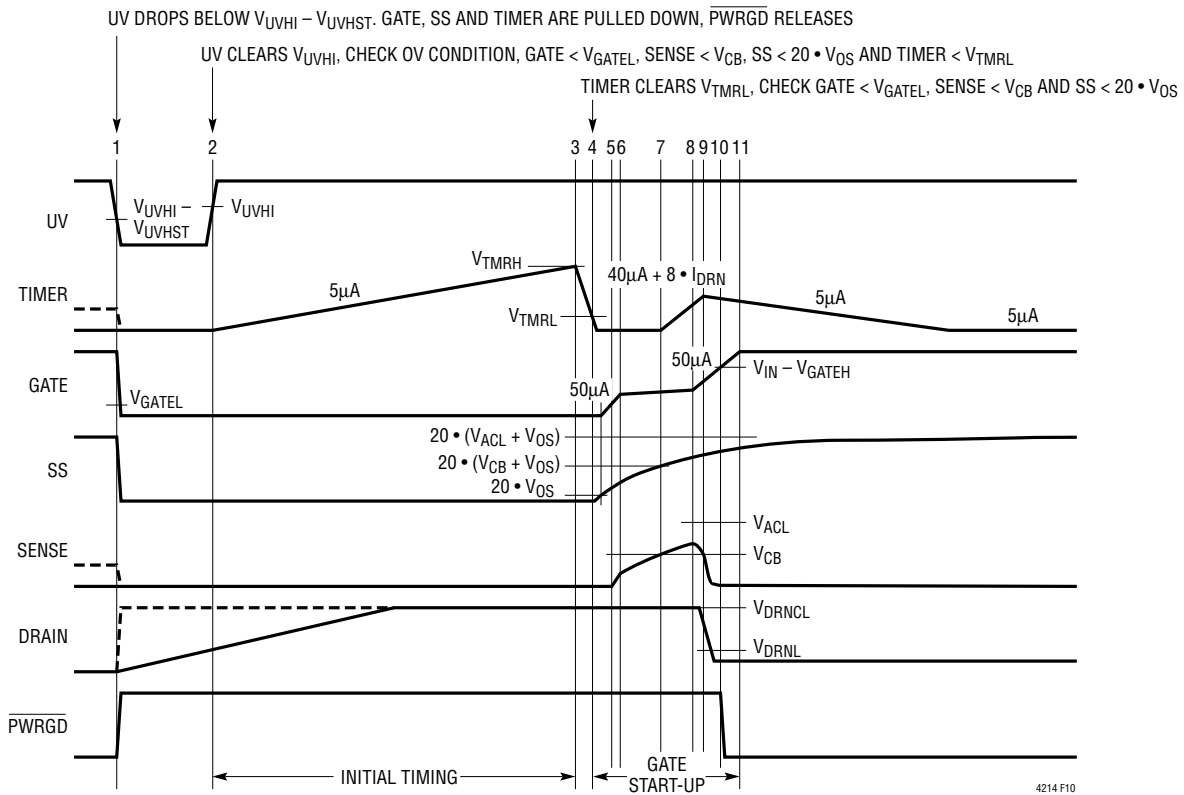 UV DROPS BELOW VUVHI – VUVHST. GATE, SS AND TIMER ARE PULLED DOWN, PWRGD RELEASES
UV CLEARS VUVHI, CHECK OV CONDITION, GATE < VGATEL, SENSE < VCB, SS < 20 • VOS AND TIMER < VTMRL
TIMER CLEARS VTMRL, CHECK GATE < VGATEL, SENSE < VCB AND SS < 20 • VOS
1 2 3 4 5 6 7 8 9 10 11
UV
VUVHI –
VUVHST
VUVHI
TIMER
5µA
VTMRH
VTMRL
40µA + 8 • IDRN
5µA
5µA
GATE
VGATEL
50µA
50µA
VIN – VGATEH
SS
20 • (VACL + VOS)
20 • (VCB + VOS)
20 • VOS
SENSE
VACL
VCB
DRAIN
VDRNCL
VDRNL
PWRGD
INITIAL TIMING
GATE
START-UP
4214 F10